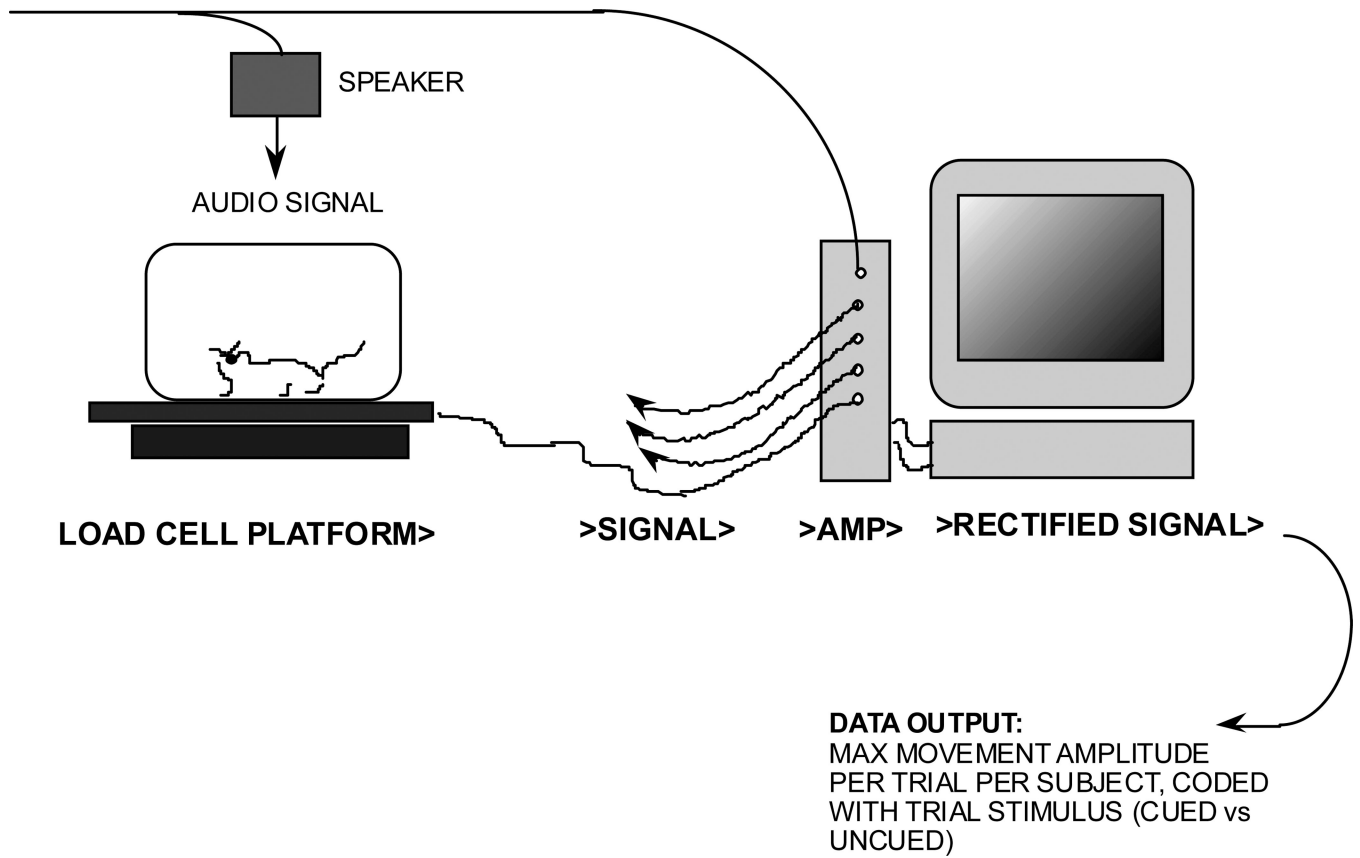 SPEAKER
AUDIO SIGNAL
LOAD CELL PLATFORM>
>SIGNAL>
>AMP>
>RECTIFIED SIGNAL>
DATA OUTPUT:
MAX MOVEMENT AMPLITUDE
PER TRIAL PER SUBJECT, CODED
WITH TRIAL STIMULUS (CUED vs
UNCUED)